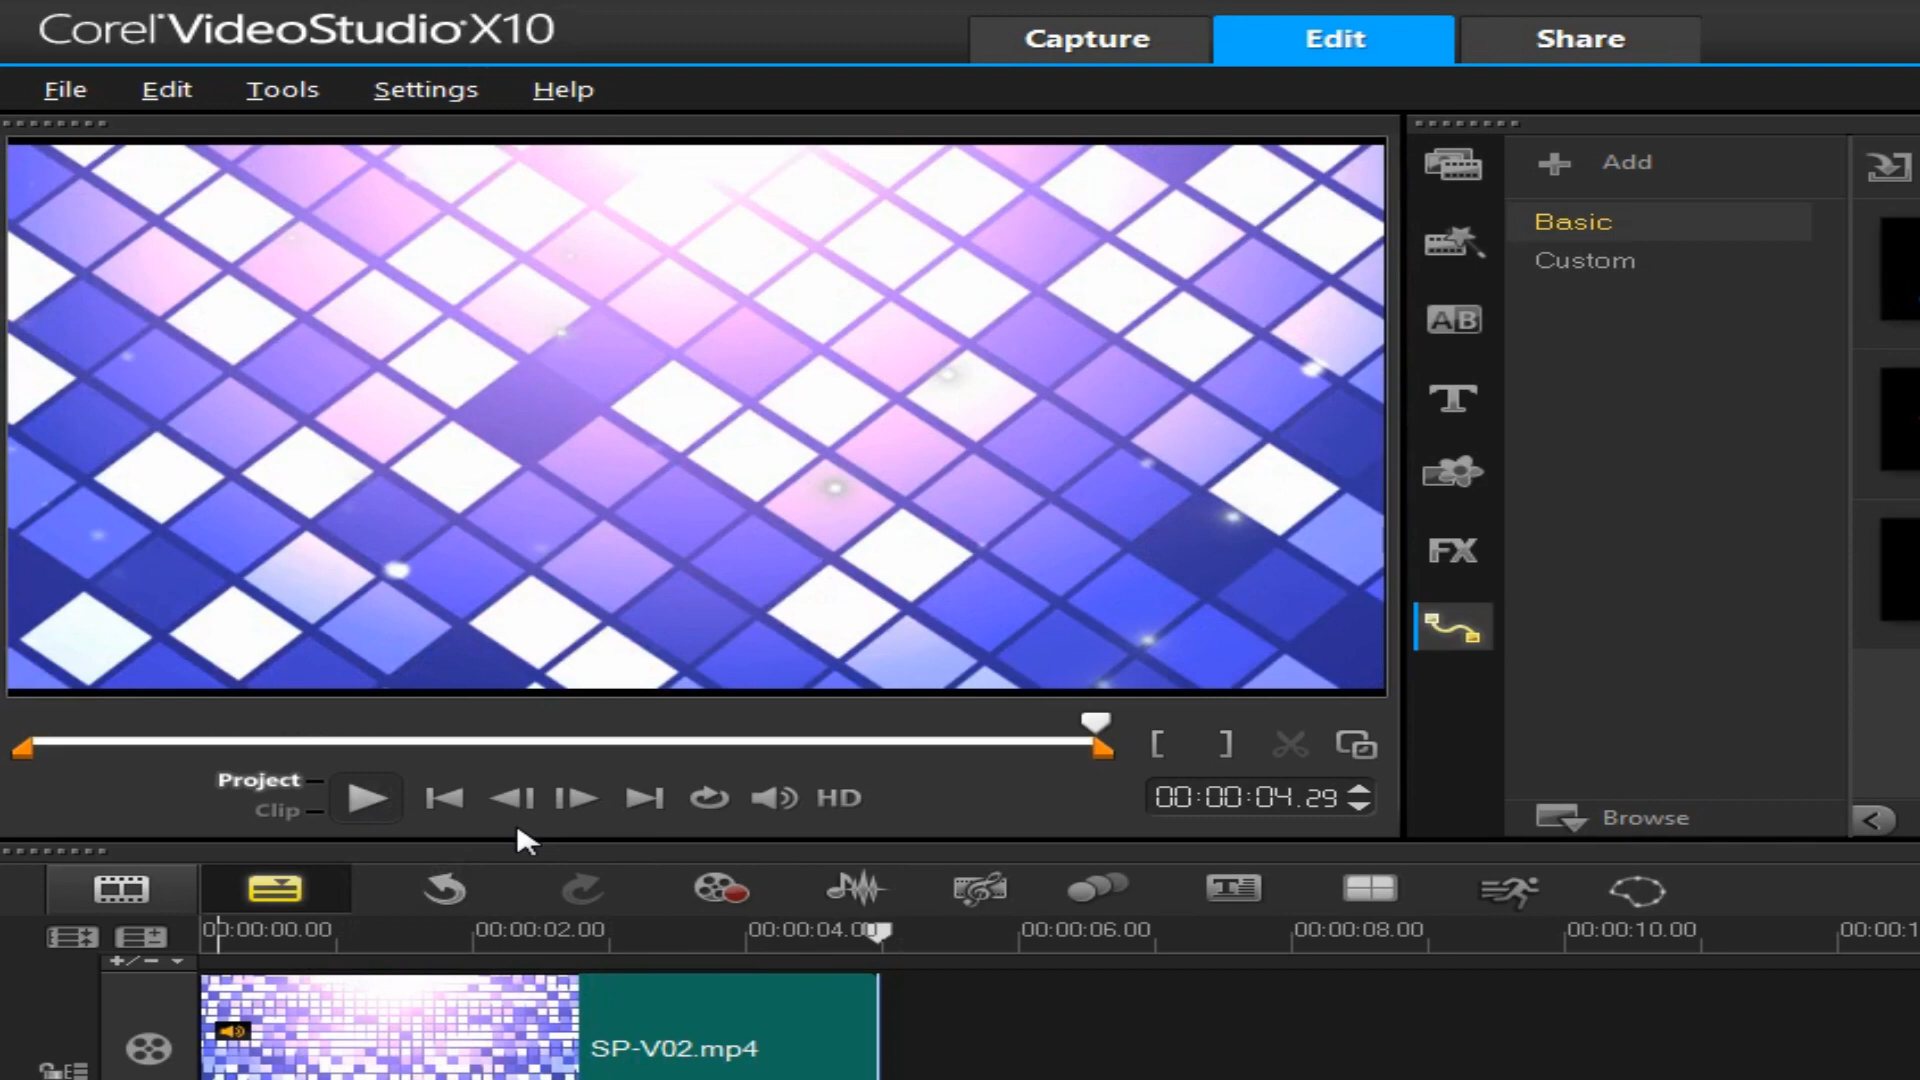 Corel VideoStudio X10
Capture
Edit
Share
File
Edit
Tools
Settings
Help
Add
Basic
Custom
AB
T
FX
Project
Clip
HD
00:00:04.29
Browse
00:00:00.00
00:00:02.00
00:00:04.00
00:00:06.00
00:00:08.00
00:00:10.00
00:00:1
SP-V02.mp4